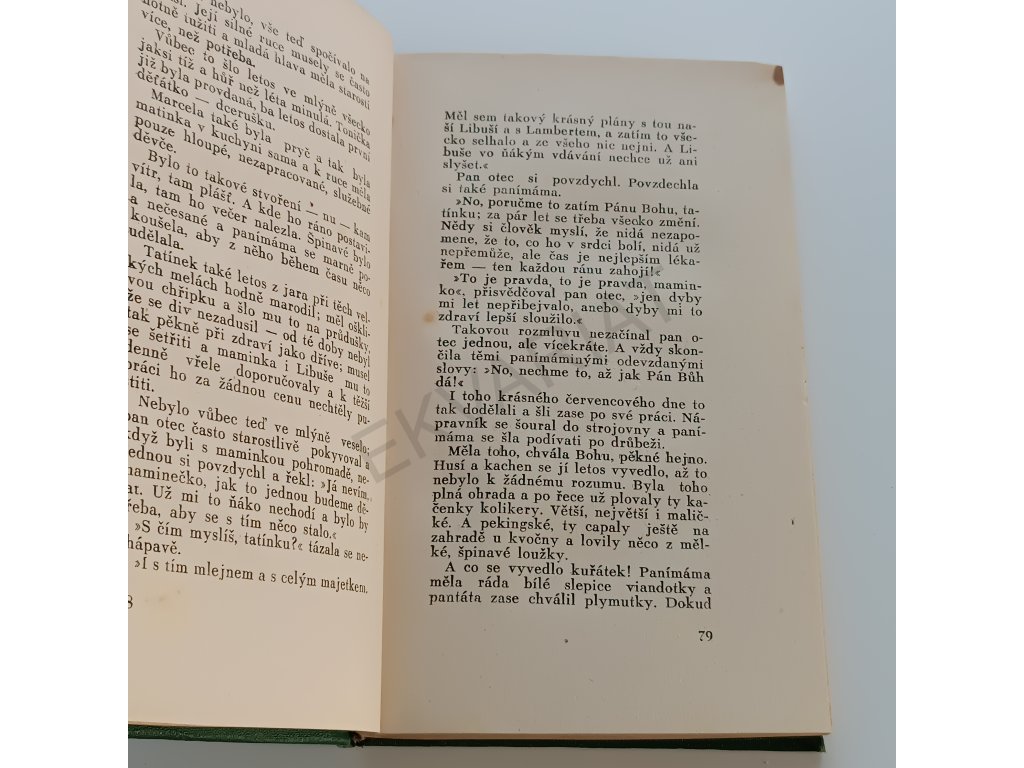 nebylo, vše teď spočívalo na
Její silné ruce musely se často
hotně tužiti a mladá hlava měla starosti
více, než potřeba.
Vůbec to šlo letos ve mlýně všecko
jaksi tíž a hůř než léta minulá. Tonička
již byla provdaná, ba letos dostala první
děťátko — dcerušku.
Marcela také byla pryč a tak byla
matinka v kuchyni sama a k ruce měla
pouze hloupé, nezapracované, služebné
děvče.
Bylo to takové stvoření — nu — kam
vítr, tam plášť. A kde ho ráno postavi-
la, tam ho večer nalezla. Špinavé bylo
a nečesané a panímáma se marně po-
koušela, aby z něho během času něco
udělala.
Tatínek také letos z jara při těch vel-
kých melách hodně marodil; měl oškli-
vou chřipku a šlo mu to na průdušky,
že se div nezadusil — od té doby nebyl
tak pěkně při zdraví jako dříve; musel
se šetřiti a maminka i Libuše mu to
denně vřele doporučovaly a k těžší
práci ho za žádnou cenu nechtěly pu-
titi.
Nebylo vůbec teď ve mlýně veselo;
pan otec často starostlivě pokyvoval a
když byli s maminkou pohromadě, ne-
jednou si povzdychl a řekl: »Já nevím,
maminečko, jak to jednou budeme dě-
at. Už mi to ňáko nechodí a bylo by
řeba, aby se s tím něco stalo.«
»S čím myslíš, tatínku?« tázala se ne-
hápavě.
»I s tím mlejnem a s celým majetkem.
8
Měl sem takový krásný plány s tou na-
ší Libuší a s Lambertem, a zatím to vše-
cko selhalo a ze všeho nic nejni. A Li-
buše vo ňákým vdávání nechce už ani
slyšet.«
Pan otec si povzdychl. Povzdechla
si také panímáma.
»No, poručme to zatím Pánu Bohu, ta-
tínku; za pár let se třeba všecko změní.
Nědy si člověk myslí, že nidá nezapo-
mene, že to, co ho v srdci bolí, nidá už
nepřemůže, ale čas je nejlepším léka-
řem — ten každou ránu zahojí!«
»To je pravda, to je pravda, mamin-
ko«, přisvědčoval pan otec, »jen dyby
mi let nepřibejvalo, anebo dyby mi to
zdraví lepší sloužilo.«
Takovou rozmluvu nezačínal pan o-
tec jednou, ale vícekráte. A vždy skon-
čila těmi panímáminými odevzdanými
slovy: »No, nechme to, až jak Pán Bůh
dá!«
I toho krásného červencového dne to
tak dodělali a šli zase po své práci. Ná-
pravník se šoural do strojovny a paní-
máma se šla podívati po drůbeži.
Měla toho, chvála Bohu, pěkné hejno.
Husí a kachen se jí letos vyvedlo, až to
nebylo k žádnému rozumu. Byla toho
plná ohrada a po řece už plovaly ty ka-
čenky kolikery. Větší, největší i malič-
ké. A pekingské, ty capaly ještě na
zahradě u kvočny a lovily něco z měl-
ké, špinavé loužky.
A co se vyvedlo kuřátek! Panímáma
měla ráda bílé slepice viandotky a
pantáta zase chválil plymutky. Dokud
79
EKVARIAT